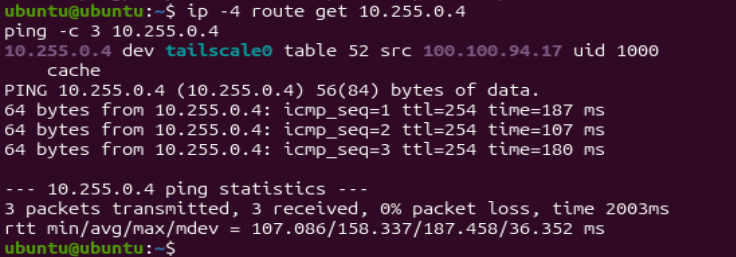 ubuntu@ubuntu:~$ ip -4 route get 10.255.0.4
ping -c 3 10.255.0.4
10.255.0.4 dev tailscale0 table 52 src 100.100.94.17 uid 1000
    cache
PING 10.255.0.4 (10.255.0.4) 56(84) bytes of data.
64 bytes from 10.255.0.4: icmp_seq=1 ttl=254 time=187 ms
64 bytes from 10.255.0.4: icmp_seq=2 ttl=254 time=107 ms
64 bytes from 10.255.0.4: icmp_seq=3 ttl=254 time=180 ms

--- 10.255.0.4 ping statistics ---
3 packets transmitted, 3 received, 0% packet loss, time 2003ms
rtt min/avg/max/mdev = 107.086/158.337/187.458/36.352 ms
ubuntu@ubuntu:~$